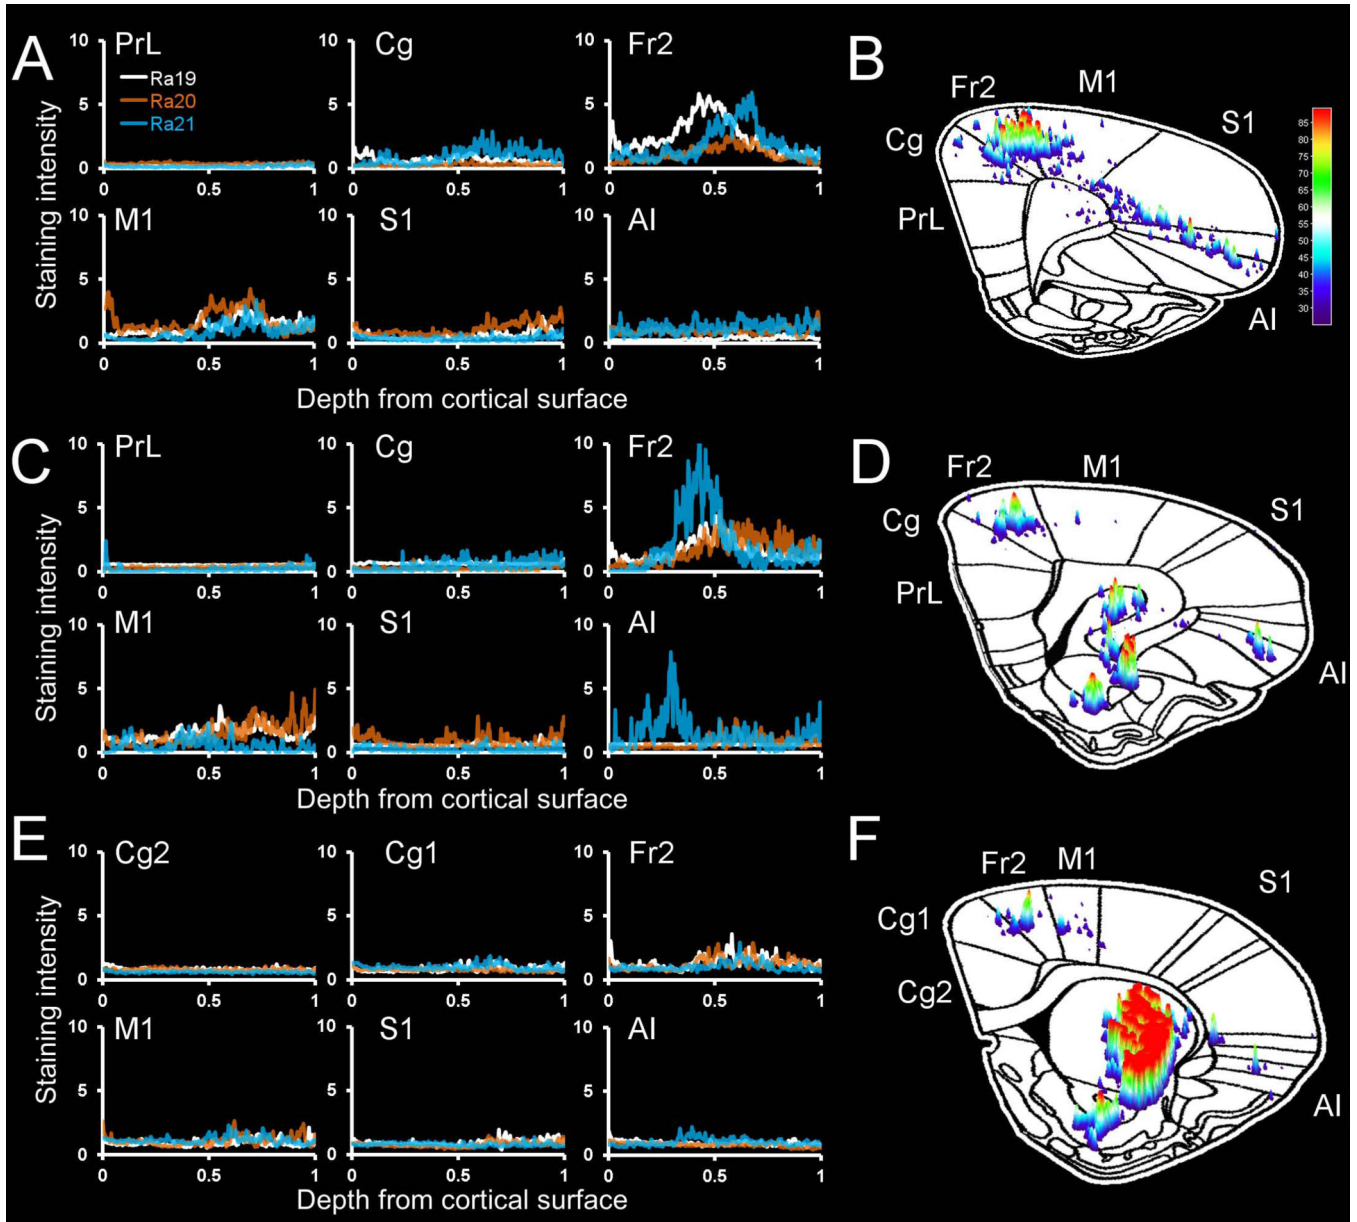 A
PrL
Cg
Fr2
Ra19
Ra20
Ra21
10
5
0
0
0.5
1
10
5
0
0
0.5
1
10
5
0
0
0.5
1
M1
S1
AI
10
5
0
0
0.5
1
10
5
0
0
0.5
1
10
5
0
0
0.5
1
Staining intensity
Depth from cortical surface
B
Fr2
M1
S1
Cg
PrL
AI
85
80
75
70
65
60
55
50
45
40
35
30
C
PrL
Cg
Fr2
10
5
0
0
0.5
1
10
5
0
0
0.5
1
10
5
0
0
0.5
1
M1
S1
AI
10
5
0
0
0.5
1
10
5
0
0
0.5
1
10
5
0
0
0.5
1
Staining intensity
Depth from cortical surface
D
Fr2
M1
S1
Cg
PrL
AI
E
Cg2
Cg1
Fr2
10
5
0
0
0.5
1
10
5
0
0
0.5
1
10
5
0
0
0.5
1
M1
S1
AI
10
5
0
0
0.5
1
10
5
0
0
0.5
1
10
5
0
0
0.5
1
Staining intensity
Depth from cortical surface
F
Fr2
M1
S1
Cg1
Cg2
AI